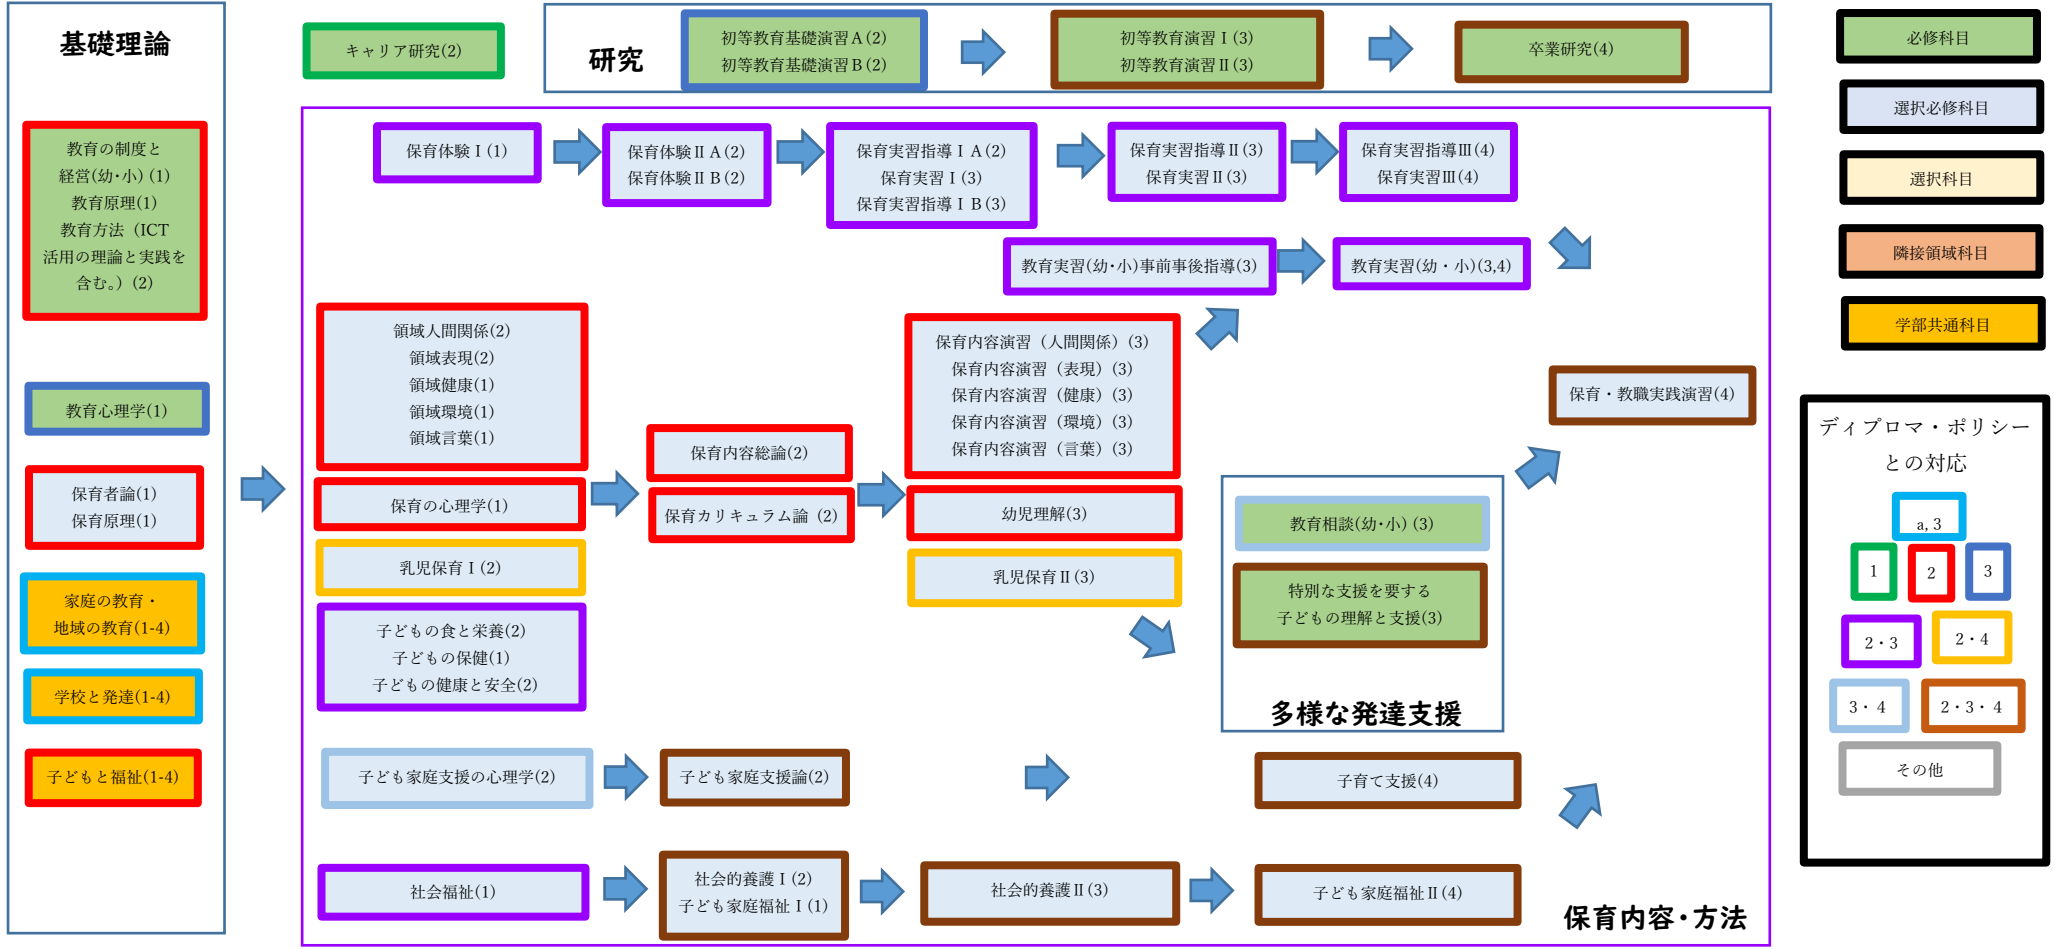 基礎理論
教育の制度と
経営(幼･小) (1)
教育原理(1)
教育方法（ICT
活用の理論と実践を
含む。）(2)
教育心理学(1)
保育者論(1)
保育原理(1)
家庭の教育・
地域の教育(1-4)
学校と発達(1-4)
子どもと福祉(1-4)
キャリア研究(2)
研究
初等教育基礎演習Ａ(2)
初等教育基礎演習Ｂ(2)
初等教育演習Ⅰ(3)
初等教育演習Ⅱ(3)
卒業研究(4)
保育体験Ⅰ(1)
保育体験ⅡＡ(2)
保育体験ⅡＢ(2)
保育実習指導ⅠＡ(2)
保育実習Ⅰ(3)
保育実習指導ⅠＢ(3)
保育実習指導Ⅱ(3)
保育実習Ⅱ(3)
保育実習指導Ⅲ(4)
保育実習Ⅲ(4)
教育実習(幼･小)事前事後指導(3)
教育実習(幼・小)(3,4)
領域人間関係(2)
領域表現(2)
領域健康(1)
領域環境(1)
領域言葉(1)
保育の心理学(1)
乳児保育Ⅰ(2)
子どもの食と栄養(2)
子どもの保健(1)
子どもの健康と安全(2)
保育内容総論(2)
保育カリキュラム論 (2)
保育内容演習（人間関係）(3)
保育内容演習（表現）(3)
保育内容演習（健康）(3)
保育内容演習（環境）(3)
保育内容演習（言葉）(3)
幼児理解(3)
乳児保育Ⅱ(3)
教育相談(幼･小) (3)
特別な支援を要する
子どもの理解と支援(3)
多様な発達支援
保育・教職実践演習(4)
子ども家庭支援の心理学(2)
子ども家庭支援論(2)
子育て支援(4)
社会福祉(1)
社会的養護Ⅰ(2)
子ども家庭福祉Ⅰ(1)
社会的養護Ⅱ(3)
子ども家庭福祉Ⅱ(4)
保育内容･方法
必修科目
選択必修科目
選択科目
隣接領域科目
学部共通科目
ディプロマ・ポリシー
との対応
a, 3
1
2
3
2・3
2・4
3・4
2・3・4
その他